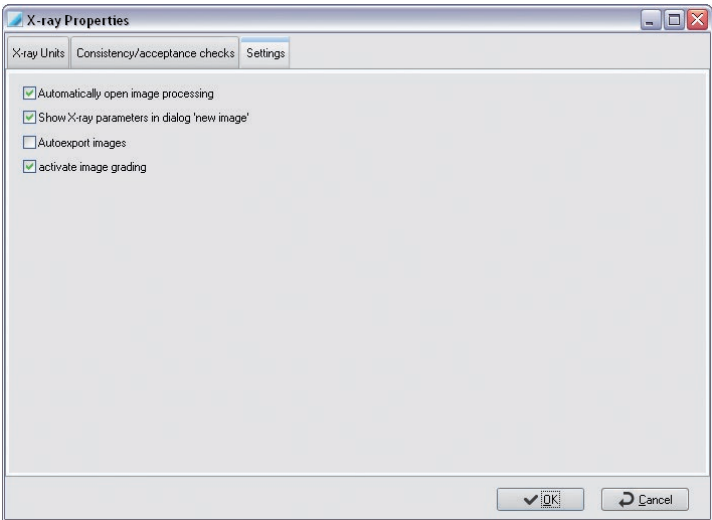 X-ray Properties
X-ray Units Consistency/acceptance checks Settings
Automatically open image processing
Show X-ray parameters in dialog 'new image'
Autoexport images
activate image grading
OK Cancel